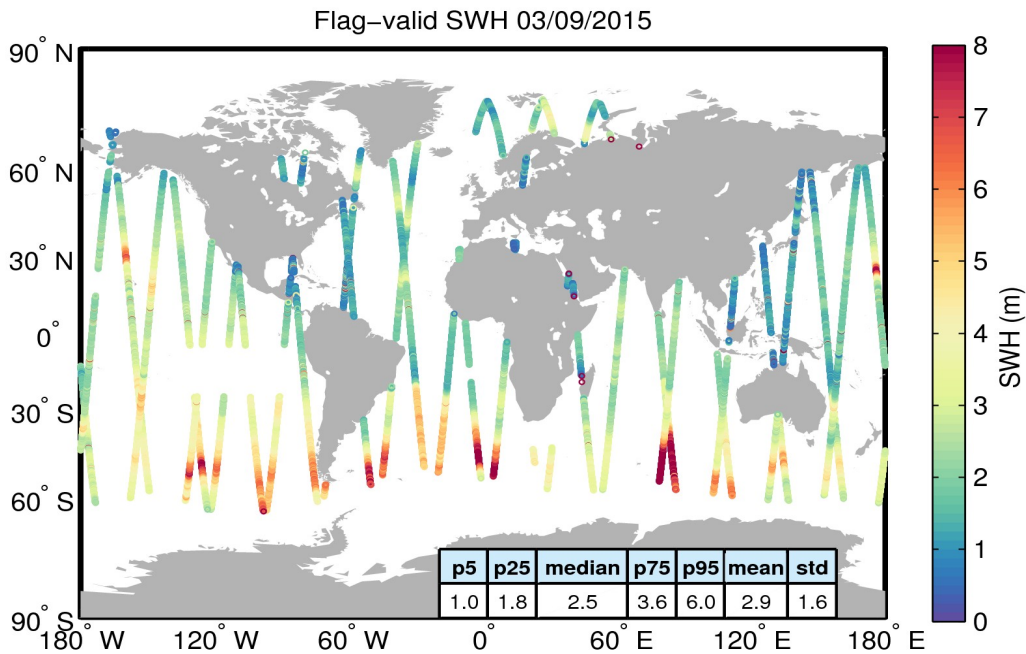 Flag−valid SWH 03/09/2015
90° N
60° N
30° N
0°
30° S
60° S
90° S
180° W
120° W
60° W
0°
60° E
120° E
180° E
p5 p25 median p75 p95 mean std
1.0 1.8 2.5 3.6 6.0 2.9 1.6
8
7
6
5
4
3
2
1
0
SWH (m)